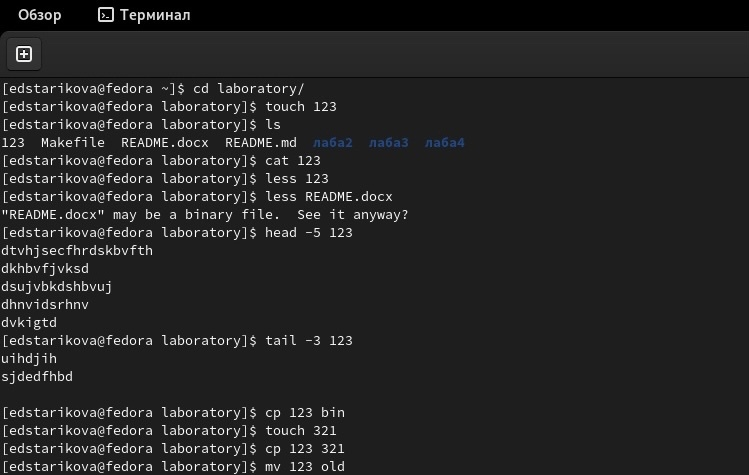 Обзор Терминал
[edstarikova@fedora ~]$ cd laboratory/
[edstarikova@fedora laboratory]$ touch 123
[edstarikova@fedora laboratory]$ ls
123  Makefile  README.docx  README.md  лаба2  лаба3  лаба4
[edstarikova@fedora laboratory]$ cat 123
[edstarikova@fedora laboratory]$ less 123
[edstarikova@fedora laboratory]$ less README.docx
"README.docx" may be a binary file.  See it anyway?
[edstarikova@fedora laboratory]$ head -5 123
dtvhjsecfhrdskbvfth
dkhbvfjvksd
dsujvbkdshbvuj
dhnvidsrhnv
dvkigtd
[edstarikova@fedora laboratory]$ tail -3 123
uihdjih
sjdedfhbd
[edstarikova@fedora laboratory]$ cp 123 bin
[edstarikova@fedora laboratory]$ touch 321
[edstarikova@fedora laboratory]$ cp 123 321
[edstarikova@fedora laboratory]$ mv 123 old